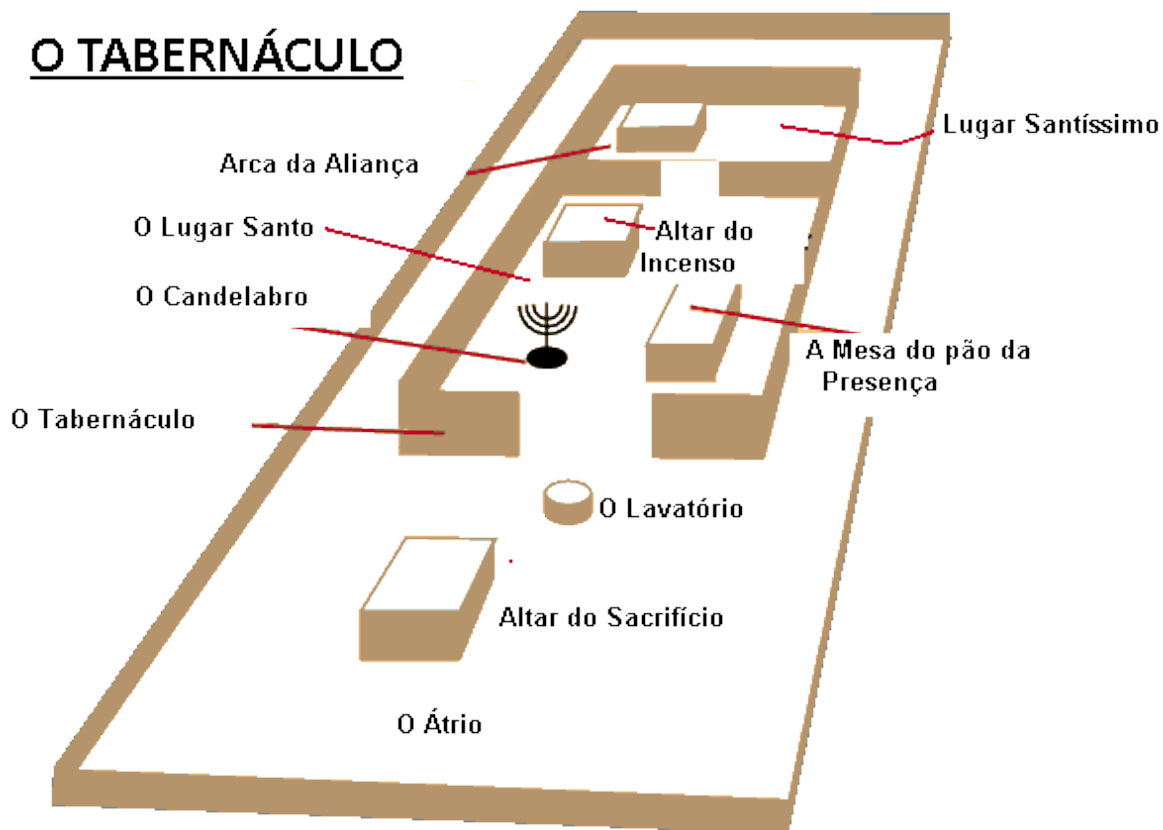 O TABERNÁCULO
Lugar Santíssimo
Arca da Aliança
O Lugar Santo
Altar do
Incenso
O Candelabro
A Mesa do pão da
Presença
O Tabernáculo
O Lavatório
Altar do Sacrifício
O Átrio